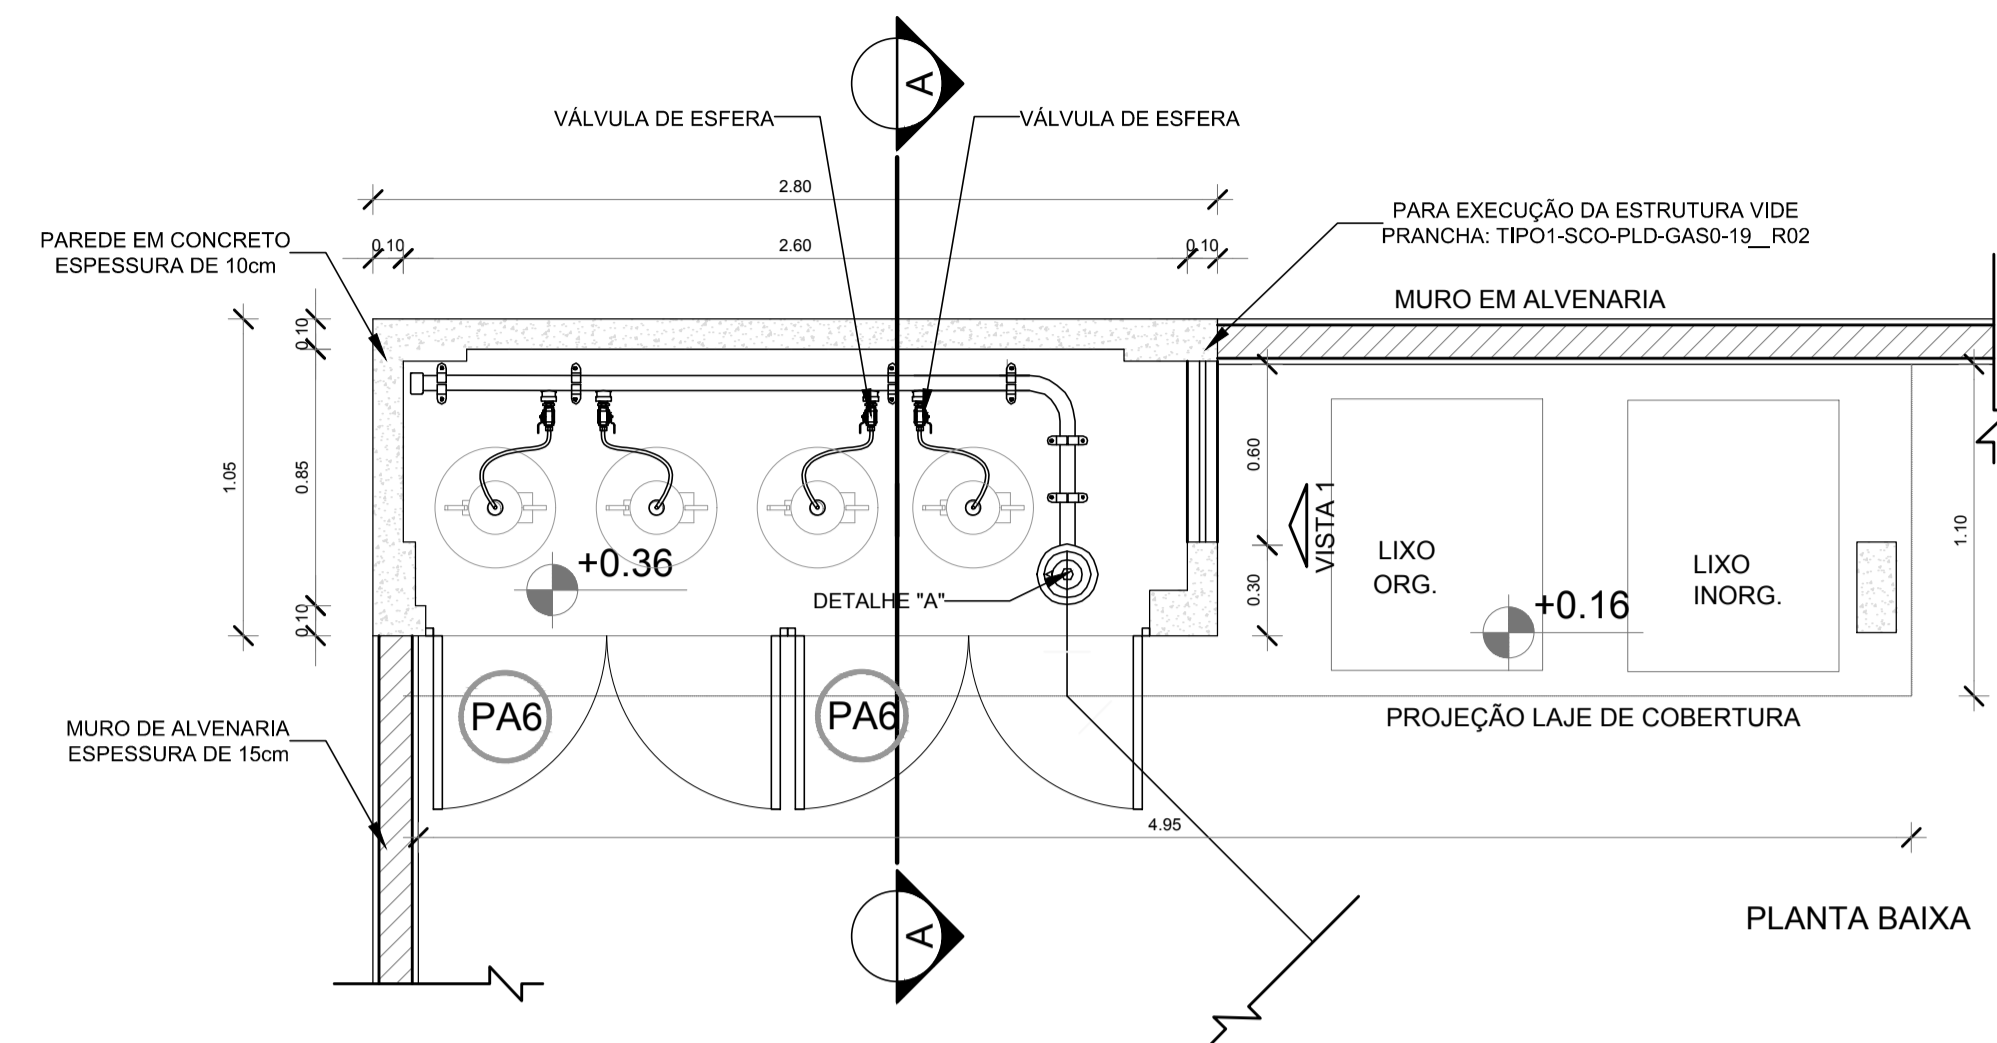 A
VÁLVULA DE ESFERA
VÁLVULA DE ESFERA
2.80
PARA EXECUÇÃO DA ESTRUTURA VIDE
PRANCHA: TIPO1-SCO-PLD-GAS0-19__R02
PAREDE EM CONCRETO
ESPESSURA DE 10cm
0.10
2.60
0.10
MURO EM ALVENARIA
0.10
1.05
0.85
0.60
1.10
VISTA 1
LIXO
ORG.
LIXO
INORG.
+0.36
DETALHE "A"
0.30
+0.16
0.10
PA6
PA6
PROJEÇÃO LAJE DE COBERTURA
MURO DE ALVENARIA
ESPESSURA DE 15cm
4.95
PLANTA BAIXA
A